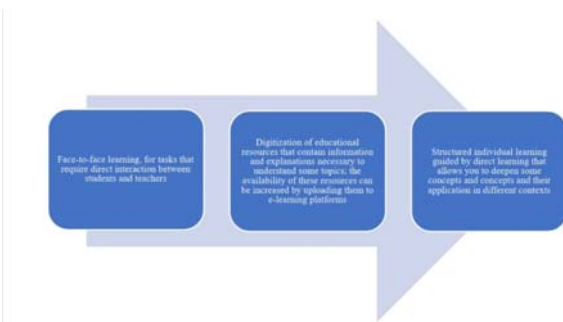 Face-to-face learning, for tasks that
require direct interaction between
students and teachers
Digitization of educational
resources that contain information
and explanations necessary to
understand some topics; the
availability of these resources can
be increased by uploading them to
e-learning platforms
Structured individual learning
guided by direct learning that
allows you to deepen some
concepts and concepts and their
application in different contexts